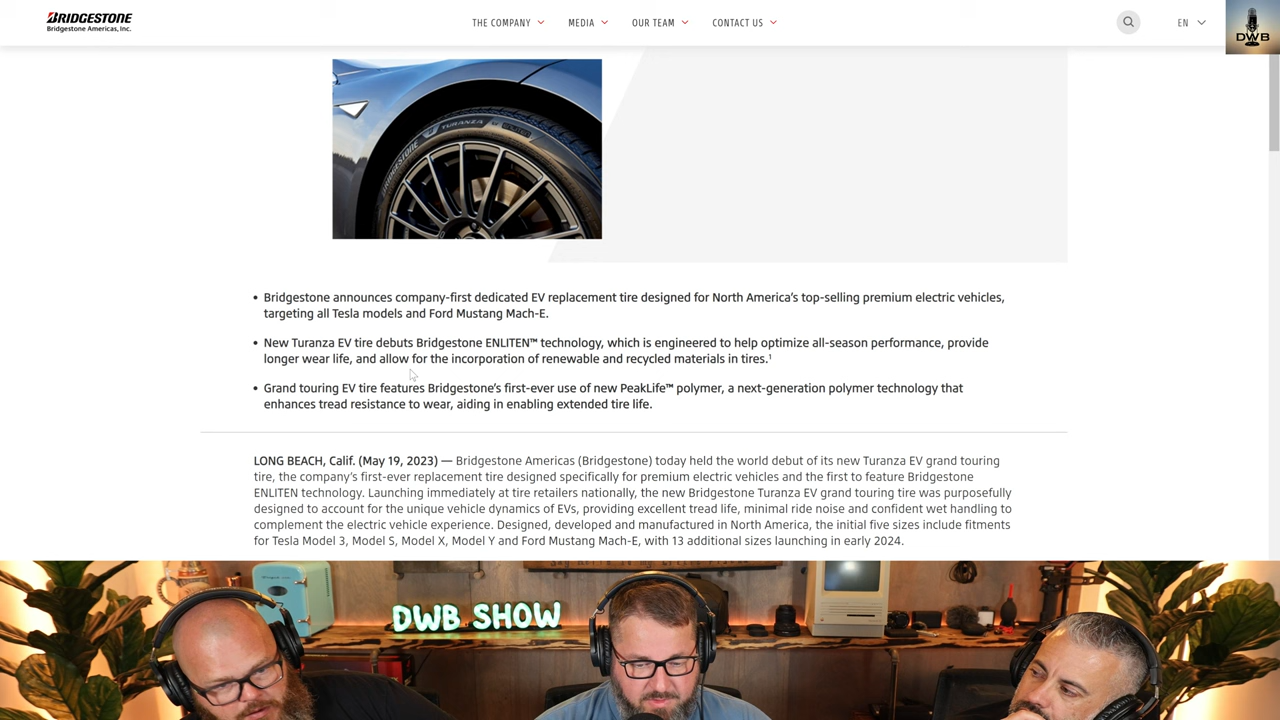 BRIDGESTONE
Bridgestone Americas, Inc.
THE COMPANY
MEDIA
OUR TEAM
CONTACT US
EN
DWB
BRIDGESTONE
TURANZA
• Bridgestone announces company-first dedicated EV replacement tire designed for North America's top-selling premium electric vehicles,
targeting all Tesla models and Ford Mustang Mach-E.
• New Turanza EV tire debuts Bridgestone ENLITEN™ technology, which is engineered to help optimize all-season performance, provide
longer wear life, and allow for the incorporation of renewable and recycled materials in tires.¹
• Grand touring EV tire features Bridgestone's first-ever use of new PeakLife™ polymer, a next-generation polymer technology that
enhances tread resistance to wear, aiding in enabling extended tire life.
LONG BEACH, Calif. (May 19, 2023) — Bridgestone Americas (Bridgestone) today held the world debut of its new Turanza EV grand touring
tire, the company's first-ever replacement tire designed specifically for premium electric vehicles and the first to feature Bridgestone
ENLITEN technology. Launching immediately at tire retailers nationally, the new Bridgestone Turanza EV grand touring tire was purposefully
designed to account for the unique vehicle dynamics of EVs, providing excellent tread life, minimal ride noise and confident wet handling to
complement the electric vehicle experience. Designed, developed and manufactured in North America, the initial five sizes include fitments
for Tesla Model 3, Model S, Model X, Model Y and Ford Mustang Mach-E, with 13 additional sizes launching in early 2024.
DWB SHOW